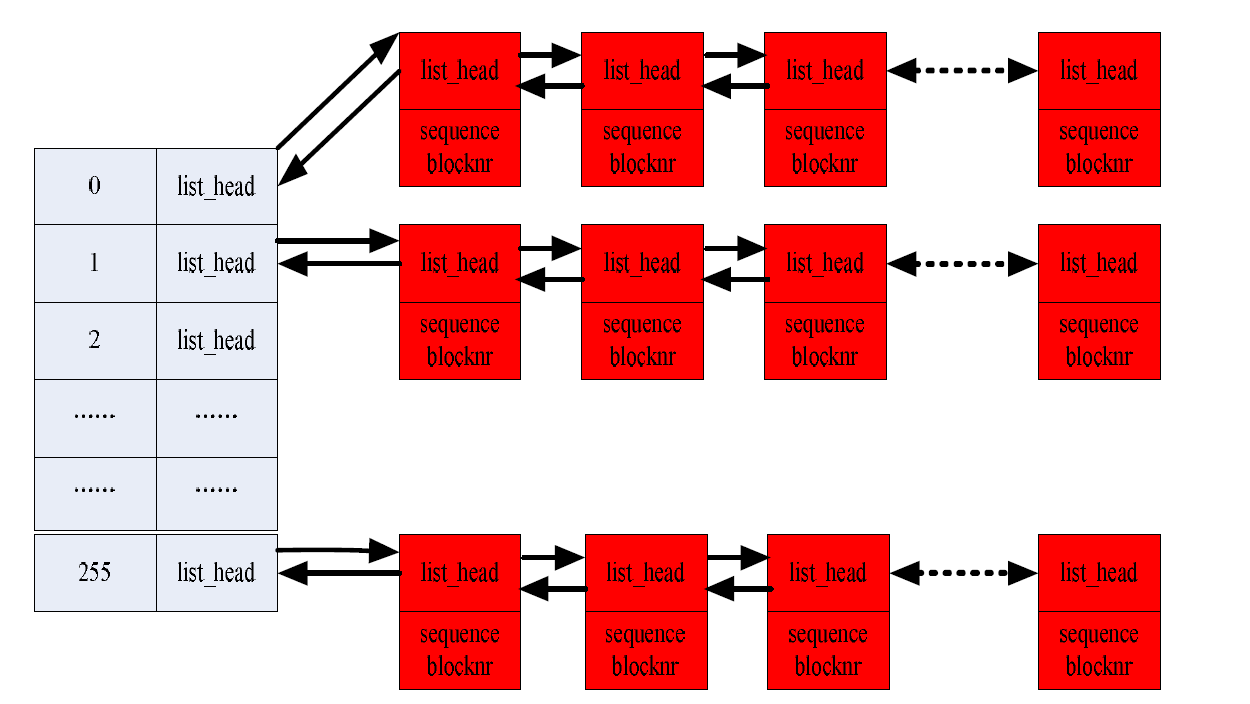 list_head list_head list_head list_head
sequence sequence sequence sequence
blocknr blocknr blocknr blocknr
0 list_head
1 list_head list_head list_head list_head list_head
sequence sequence sequence sequence
2 list_head
blocknr blocknr blocknr blocknr
...... ......
...... ......
255 list_head list_head list_head list_head list_head
sequence sequence sequence sequence
blocknr blocknr blocknr blocknr